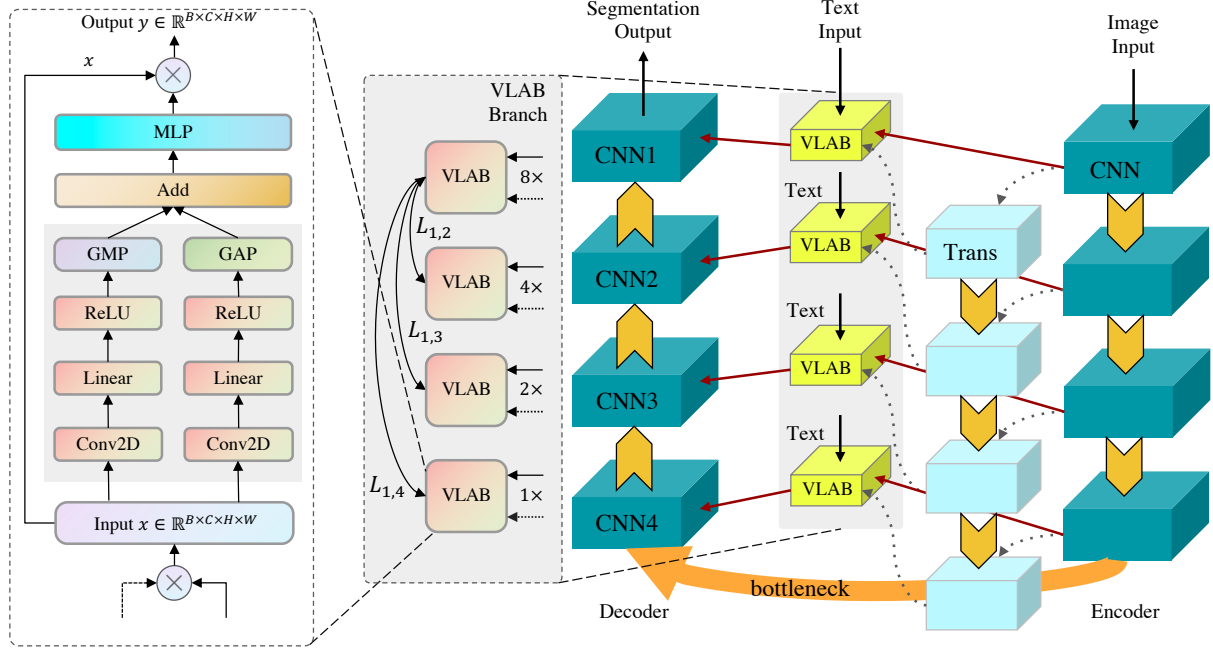 Output y ∈ ℝ^{B×C×H×W}
x
MLP
Add
GMP
GAP
ReLU
ReLU
Linear
Linear
Conv2D
Conv2D
Input x ∈ ℝ^{B×C×H×W}
VLAB
Branch
VLAB
8×
L_{1,2}
VLAB
4×
L_{1,3}
VLAB
2×
L_{1,4}
VLAB
1×
Segmentation
Output
Text
Input
Image
Input
CNN1
VLAB
CNN
Text
CNN2
VLAB
Trans
Text
CNN3
VLAB
Text
CNN4
VLAB
bottleneck
Decoder
Encoder